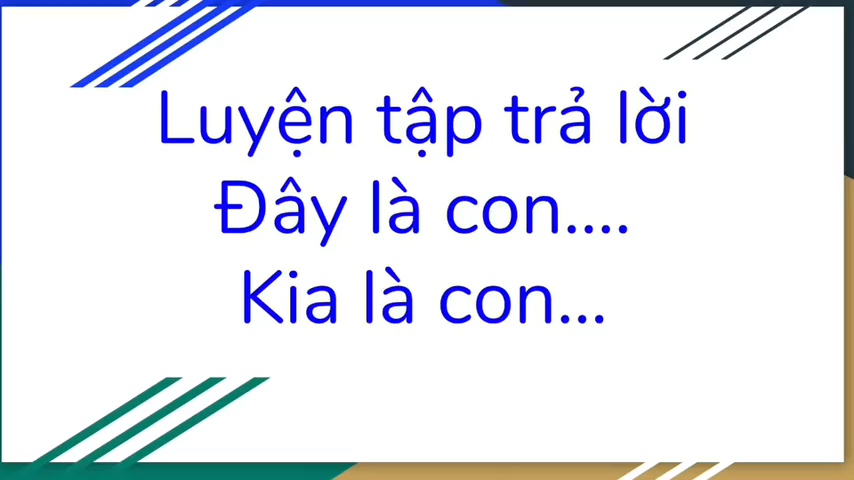 Luyện tập trả lời
Đây là con....
Kia là con...